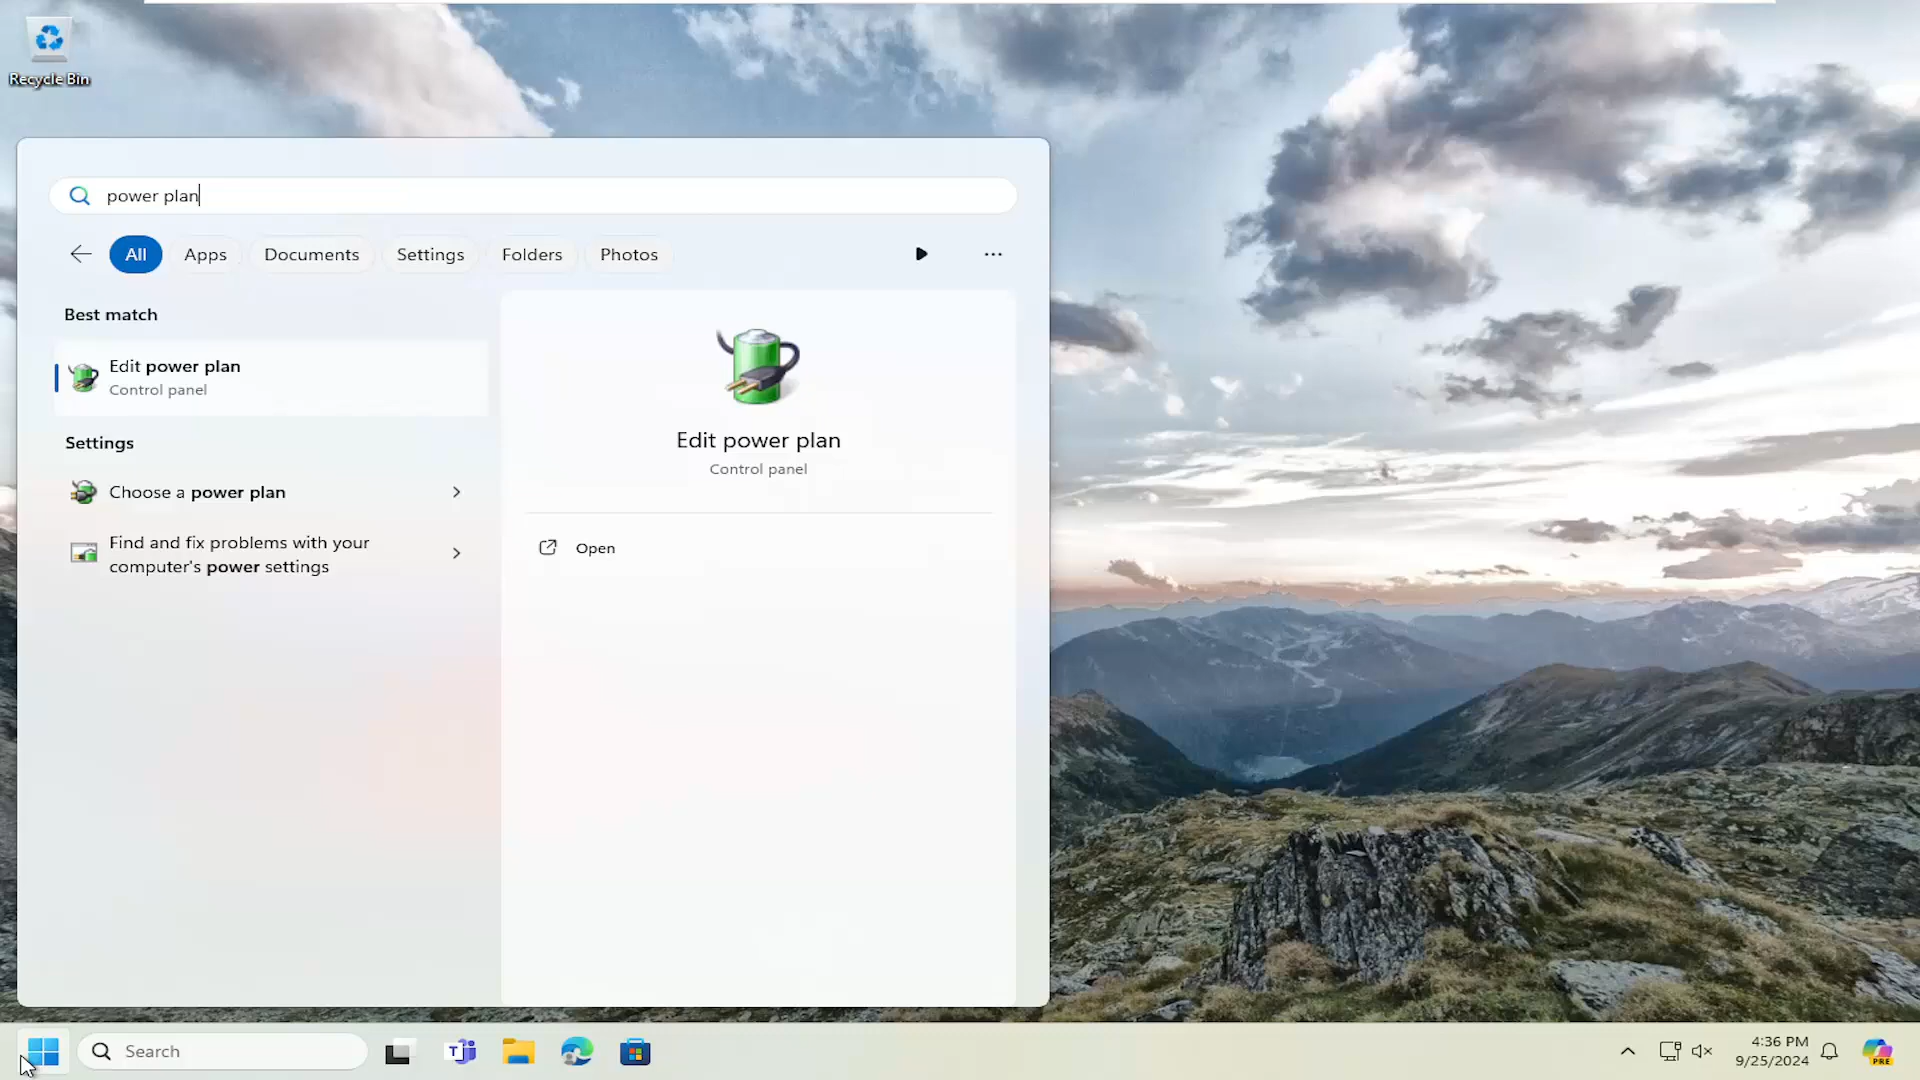 Recycle Bin
power plan
All
Apps
Documents
Settings
Folders
Photos
Best match
Edit power plan
Control panel
Settings
Choose a power plan
Find and fix problems with your
computer's power settings
Edit power plan
Control panel
Open
Search
4:36 PM
9/25/2024
PRE